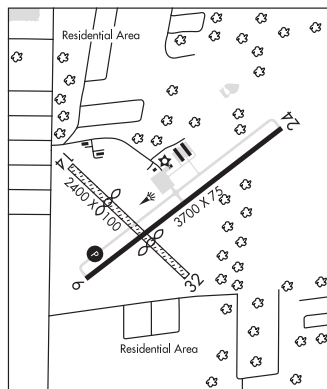 Residential Area
24
14
2400 X 100
3700 X 75
P
6
32
Residential Area